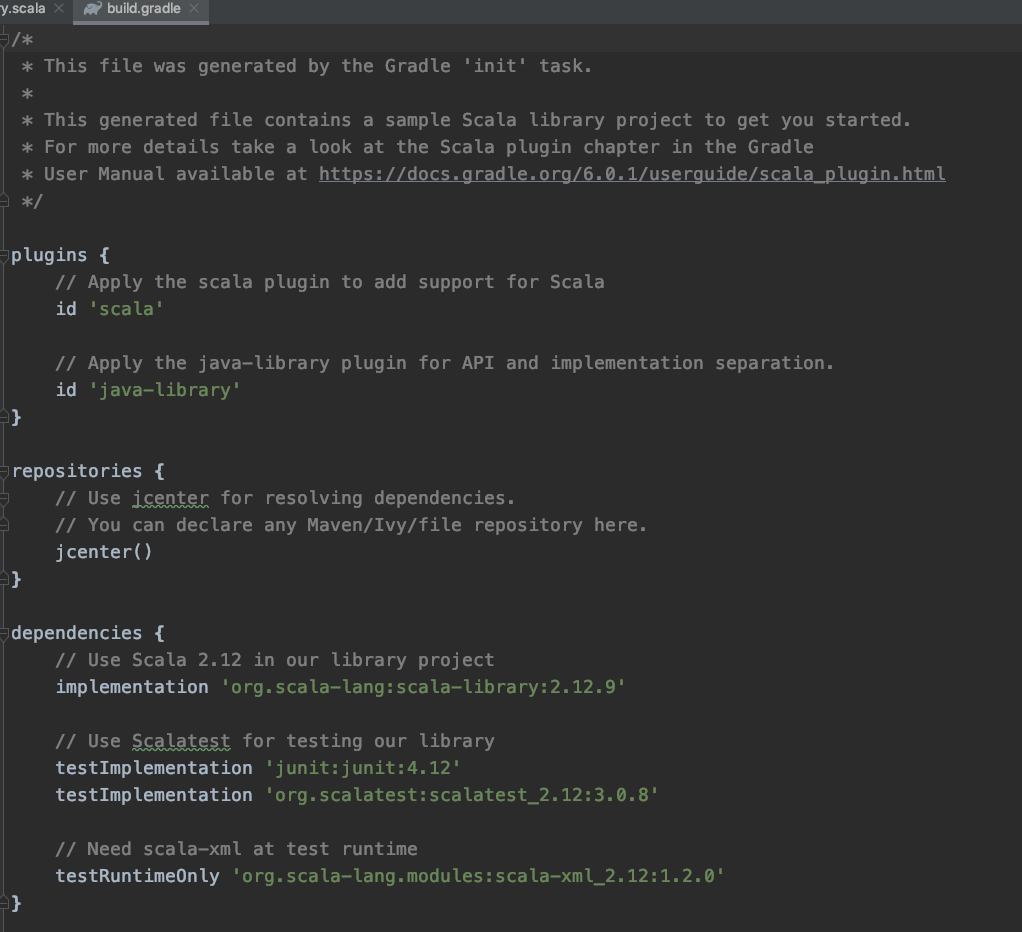 ry.scala build.gradle
/*
 * This file was generated by the Gradle 'init' task.
 *
 * This generated file contains a sample Scala library project to get you started.
 * For more details take a look at the Scala plugin chapter in the Gradle
 * User Manual available at https://docs.gradle.org/6.0.1/userguide/scala_plugin.html
 */
plugins {
    // Apply the scala plugin to add support for Scala
    id 'scala'
    // Apply the java-library plugin for API and implementation separation.
    id 'java-library'
}
repositories {
    // Use jcenter for resolving dependencies.
    // You can declare any Maven/Ivy/file repository here.
    jcenter()
}
dependencies {
    // Use Scala 2.12 in our library project
    implementation 'org.scala-lang:scala-library:2.12.9'
    // Use Scalatest for testing our library
    testImplementation 'junit:junit:4.12'
    testImplementation 'org.scalatest:scalatest_2.12:3.0.8'
    // Need scala-xml at test runtime
    testRuntimeOnly 'org.scala-lang.modules:scala-xml_2.12:1.2.0'
}